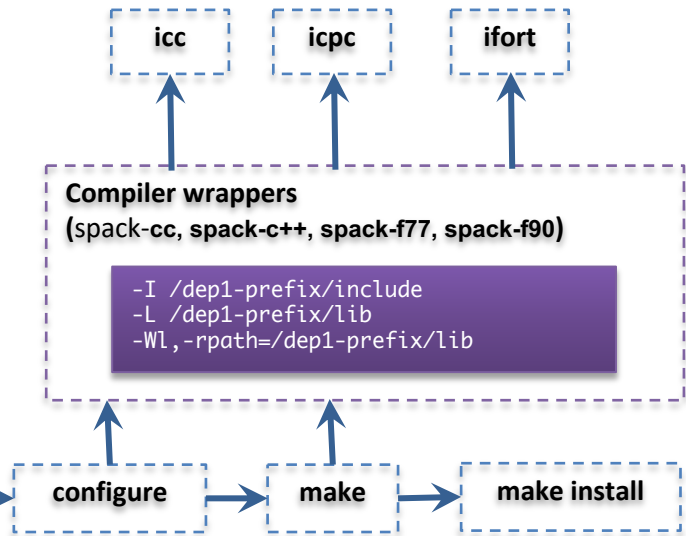 icc icpc ifort
Compiler wrappers
(spack-cc, spack-c++, spack-f77, spack-f90)
-I /dep1-prefix/include
-L /dep1-prefix/lib
-Wl,-rpath=/dep1-prefix/lib
configure make make install